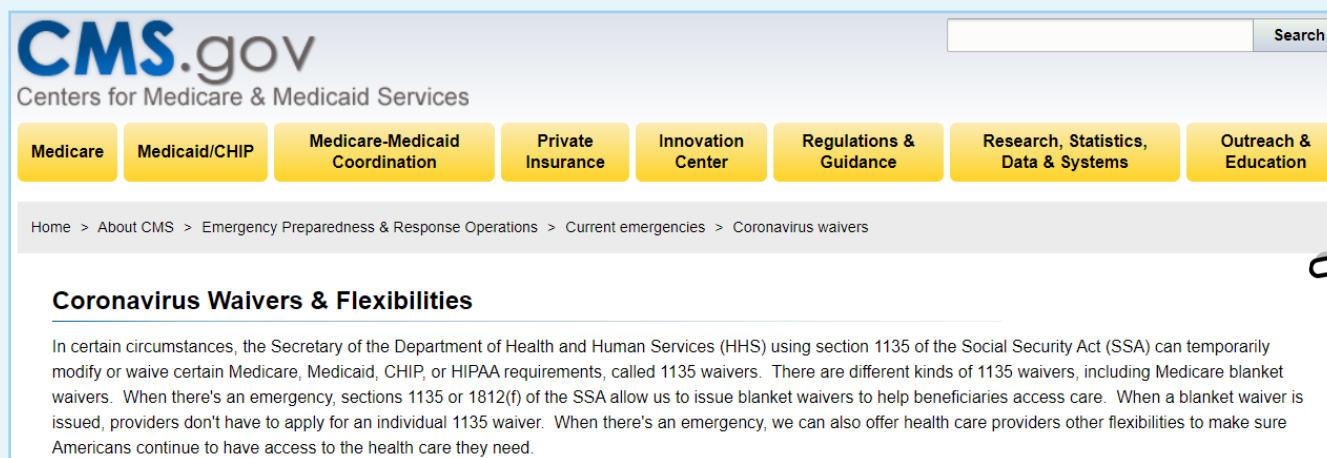 CMS.gov
Search
Centers for Medicare & Medicaid Services
Medicare
Medicaid/CHIP
Medicare-Medicaid
Coordination
Private
Insurance
Innovation
Center
Regulations &
Guidance
Research, Statistics,
Data & Systems
Outreach &
Education
Home > About CMS > Emergency Preparedness & Response Operations > Current emergencies > Coronavirus waivers
Coronavirus Waivers & Flexibilities
In certain circumstances, the Secretary of the Department of Health and Human Services (HHS) using section 1135 of the Social Security Act (SSA) can temporarily
modify or waive certain Medicare, Medicaid, CHIP, or HIPAA requirements, called 1135 waivers. There are different kinds of 1135 waivers, including Medicare blanket
waivers. When there's an emergency, sections 1135 or 1812(f) of the SSA allow us to issue blanket waivers to help beneficiaries access care. When a blanket waiver is
issued, providers don't have to apply for an individual 1135 waiver. When there's an emergency, we can also offer health care providers other flexibilities to make sure
Americans continue to have access to the health care they need.